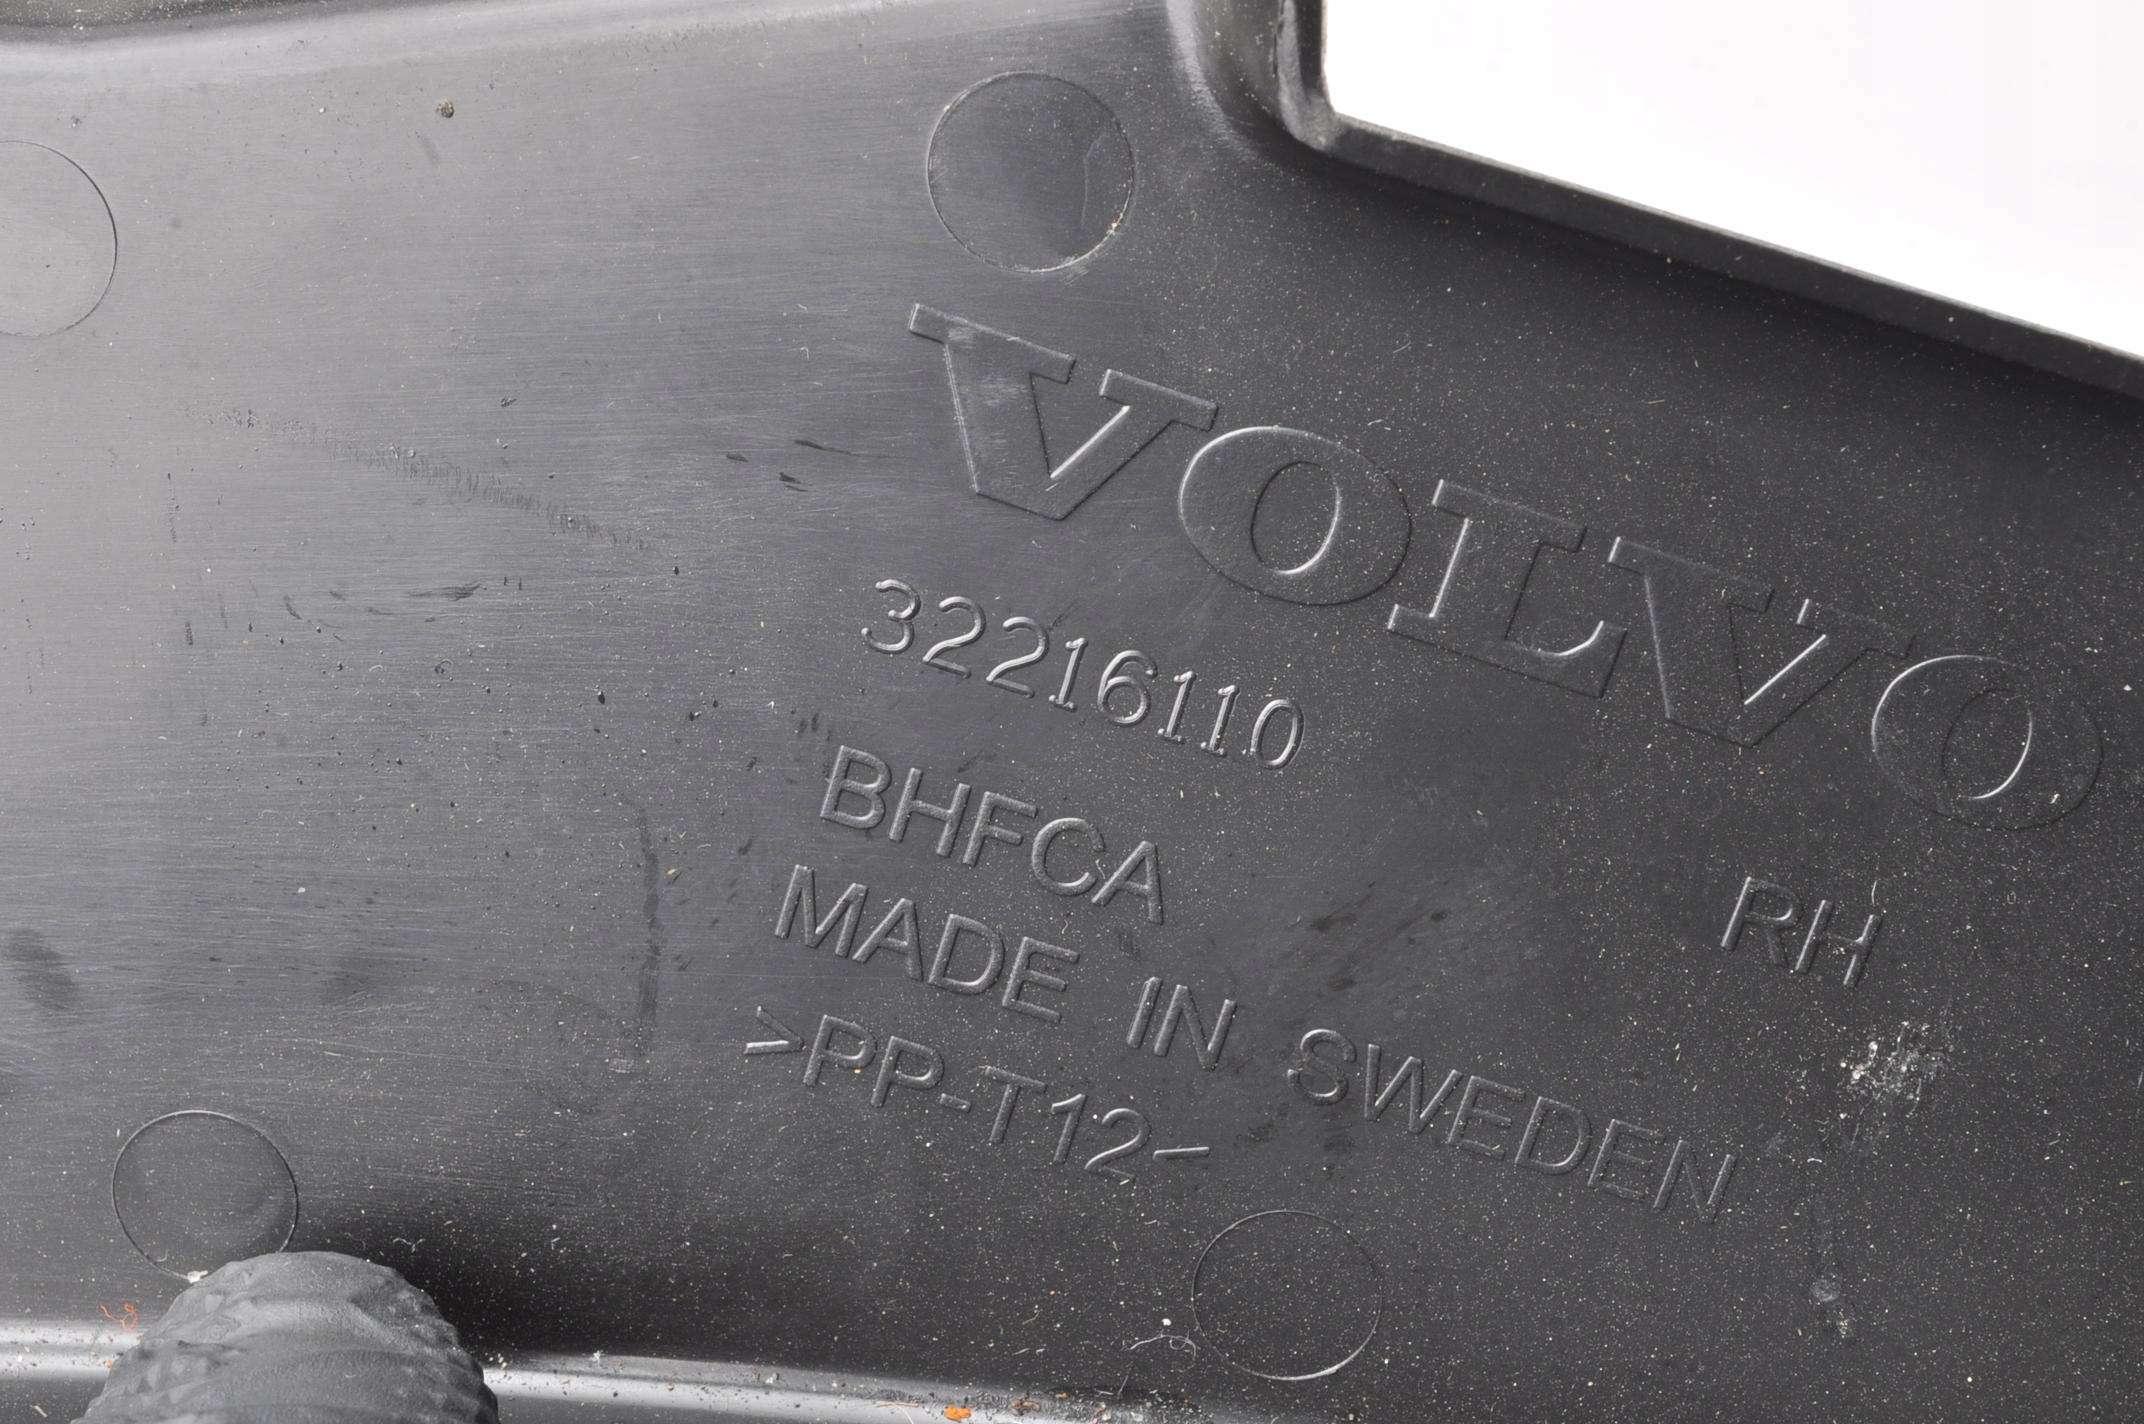 VOLVO
32216110
BHFCA
RH
MADE IN SWEDEN
>PP-T12-